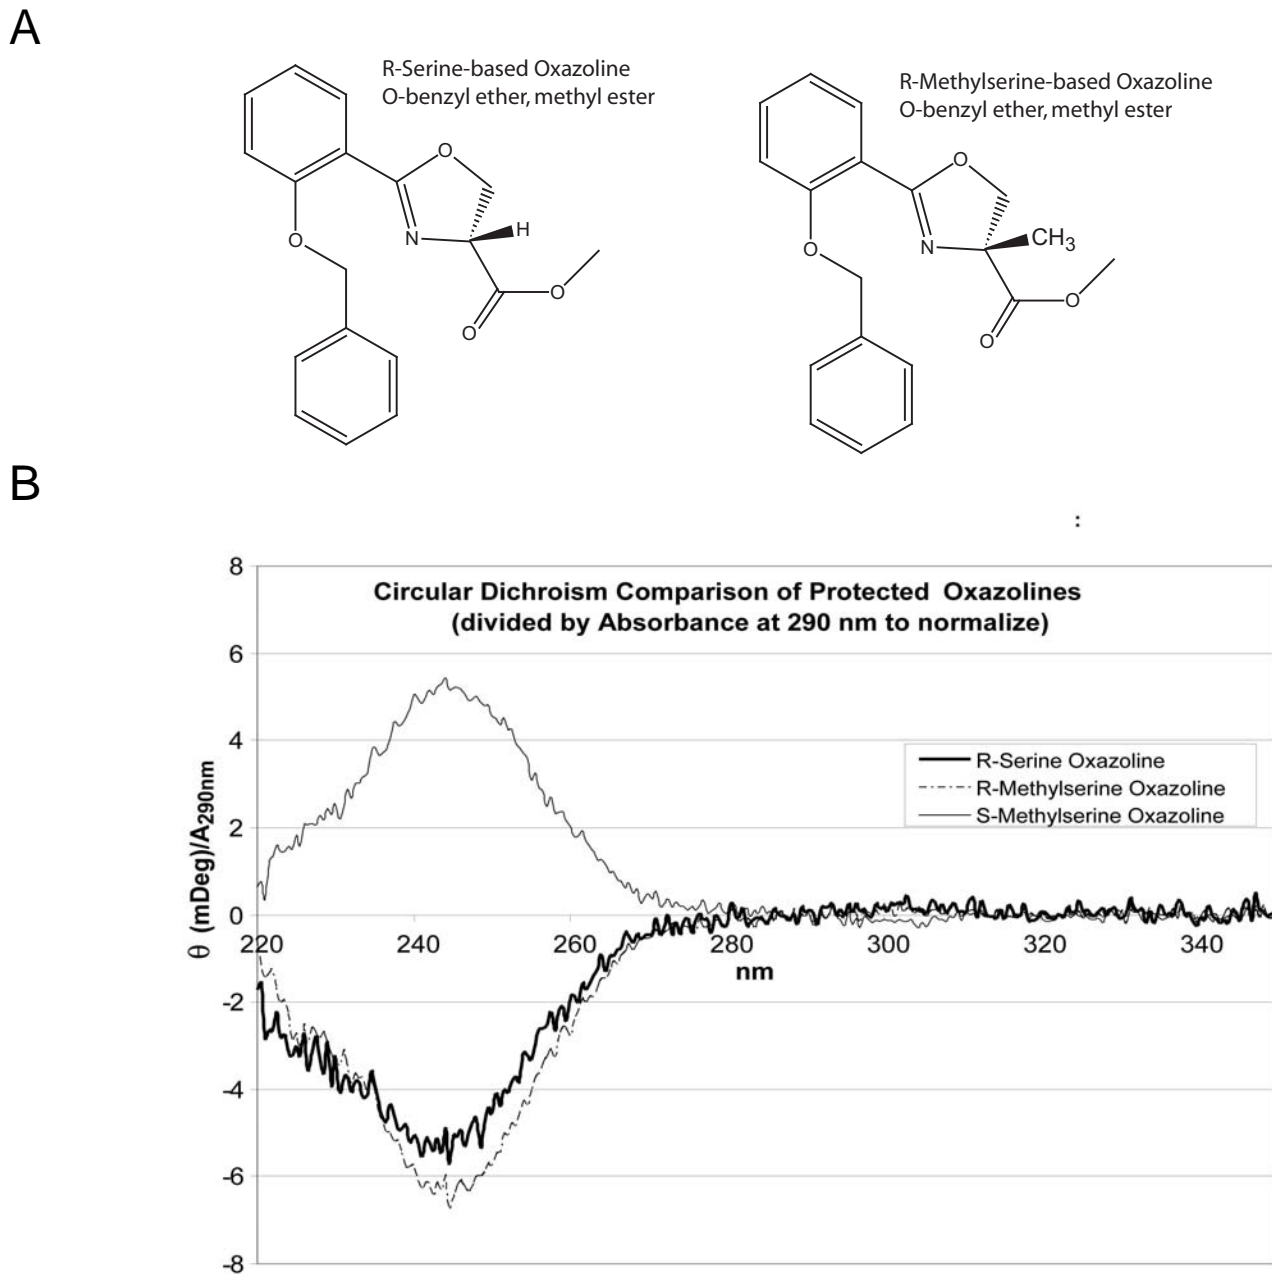 A
R-Serine-based Oxazoline
O-benzyl ether, methyl ester
O
N
H
O
O
O
R-Methylserine-based Oxazoline
O-benzyl ether, methyl ester
O
N
CH3
O
O
O
B
:
Circular Dichroism Comparison of Protected Oxazolines
(divided by Absorbance at 290 nm to normalize)
8
6
4
2
0
-2
-4
-6
-8
θ (mDeg)/A290nm
R-Serine Oxazoline
R-Methylserine Oxazoline
S-Methylserine Oxazoline
220 240 260 280 300 320 340
nm